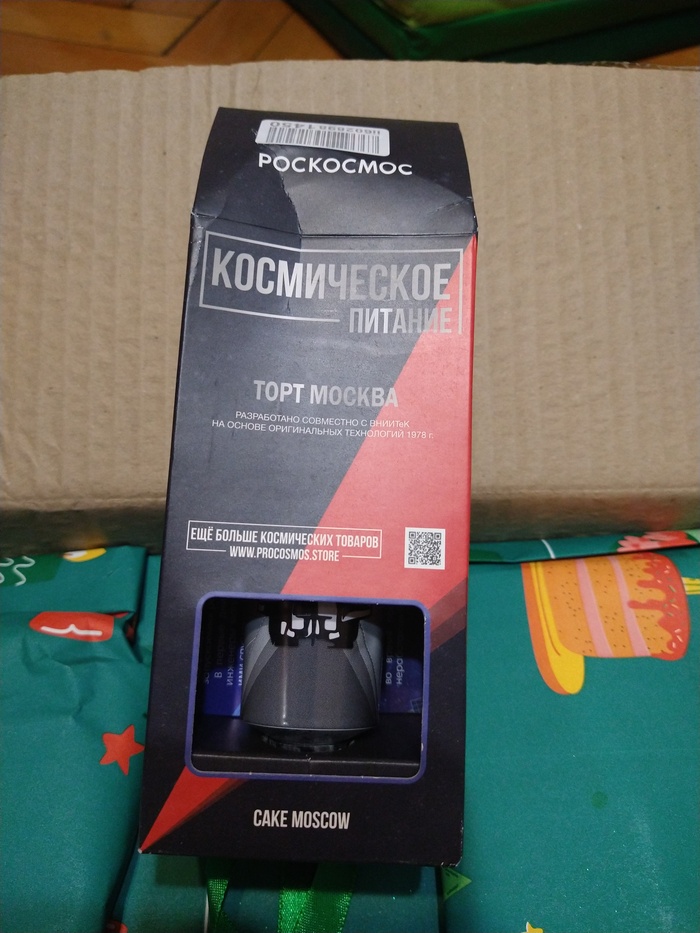 РОСКОСМОС
КОСМИЧЕСКОЕ
ПИТАНИЕ
ТОРТ МОСКВА
РАЗРАБОТАНО СОВМЕСТНО С ВНИИТеК
НА ОСНОВЕ ОРИГИНАЛЬНЫХ ТЕХНОЛОГИЙ 1978 г.
ЕЩЁ БОЛЬШЕ КОСМИЧЕСКИХ ТОВАРОВ
WWW.PROCOSMOS.STORE
CAKE MOSCOW